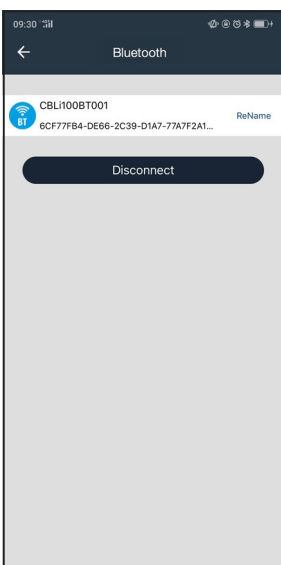 09:30
Bluetooth
CBLi100BT001
BT
6CF77FB4-DE66-2C39-D1A7-77A7F2A1...
ReName
Disconnect